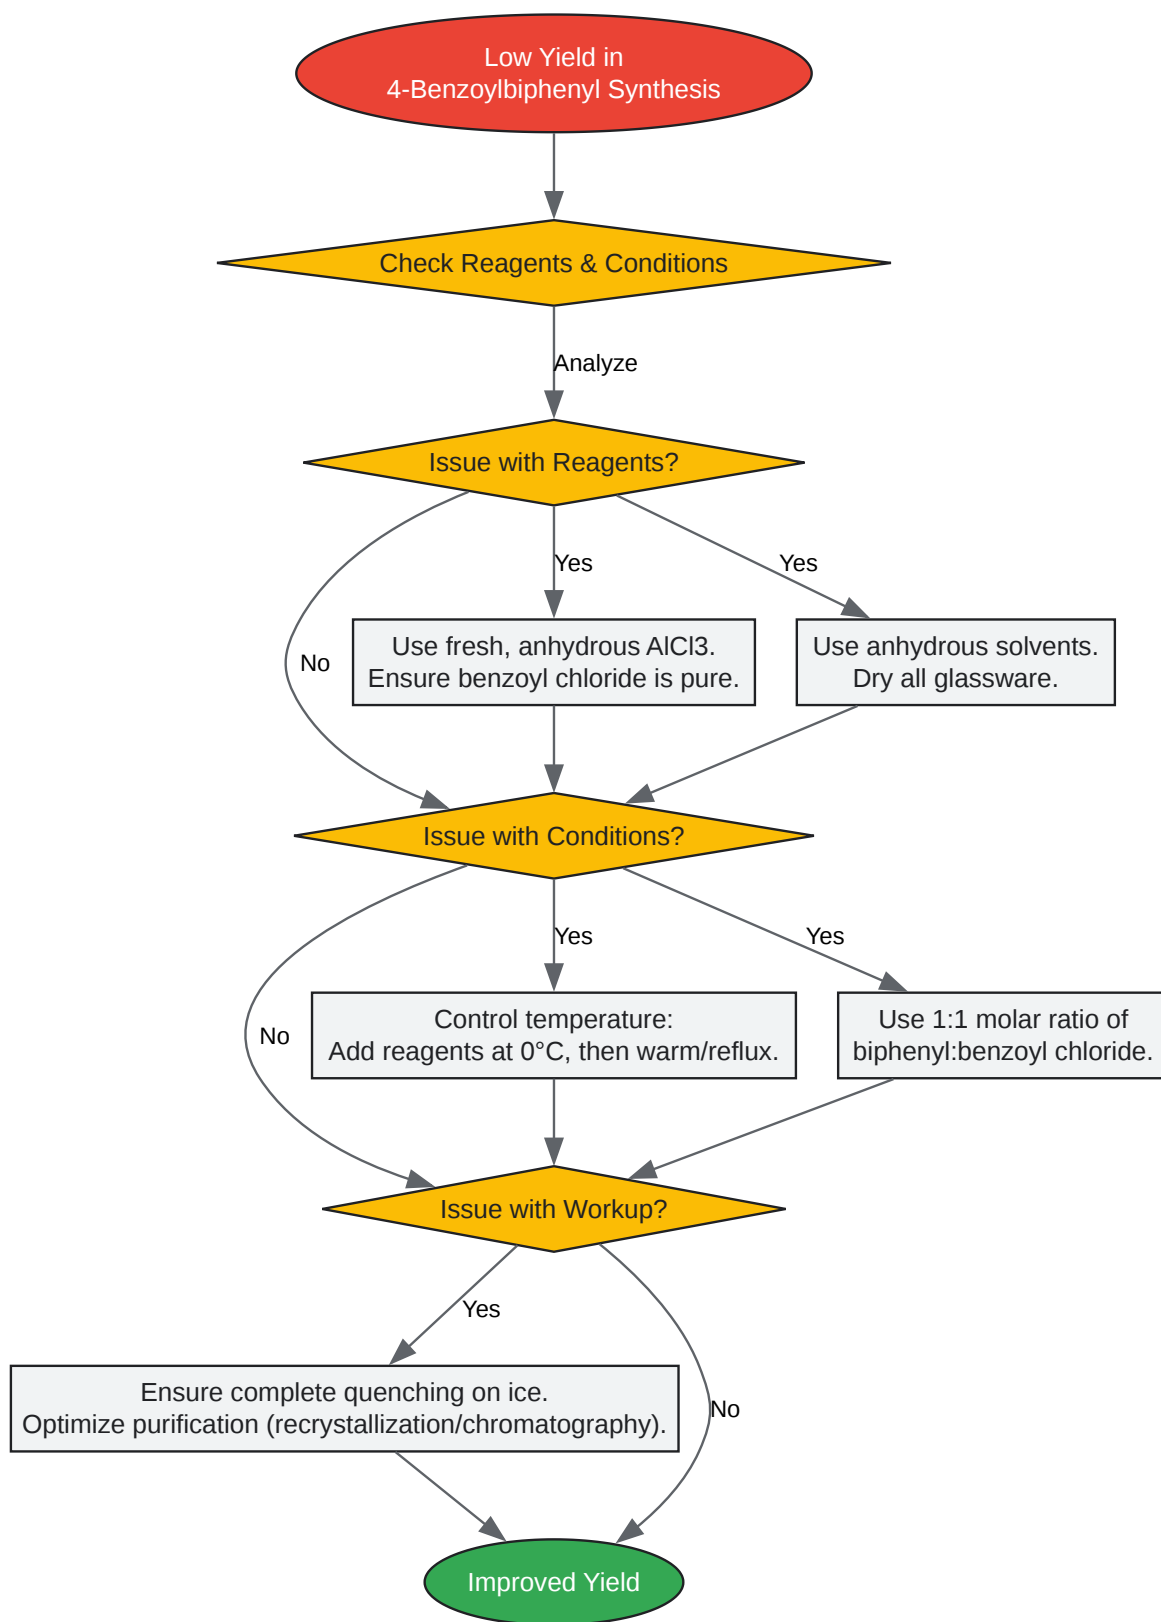 Low Yield in
4-Benzoylbiphenyl Synthesis
Check Reagents & Conditions
Analyze
Issue with Reagents?
Yes
Yes
No
Use fresh, anhydrous AlCl3.
Ensure benzoyl chloride is pure.
Use anhydrous solvents.
Dry all glassware.
Issue with Conditions?
Yes
Yes
No
Control temperature:
Add reagents at 0°C, then warm/reflux.
Use 1:1 molar ratio of
biphenyl:benzoyl chloride.
Issue with Workup?
Yes
No
Ensure complete quenching on ice.
Optimize purification (recrystallization/chromatography).
Improved Yield